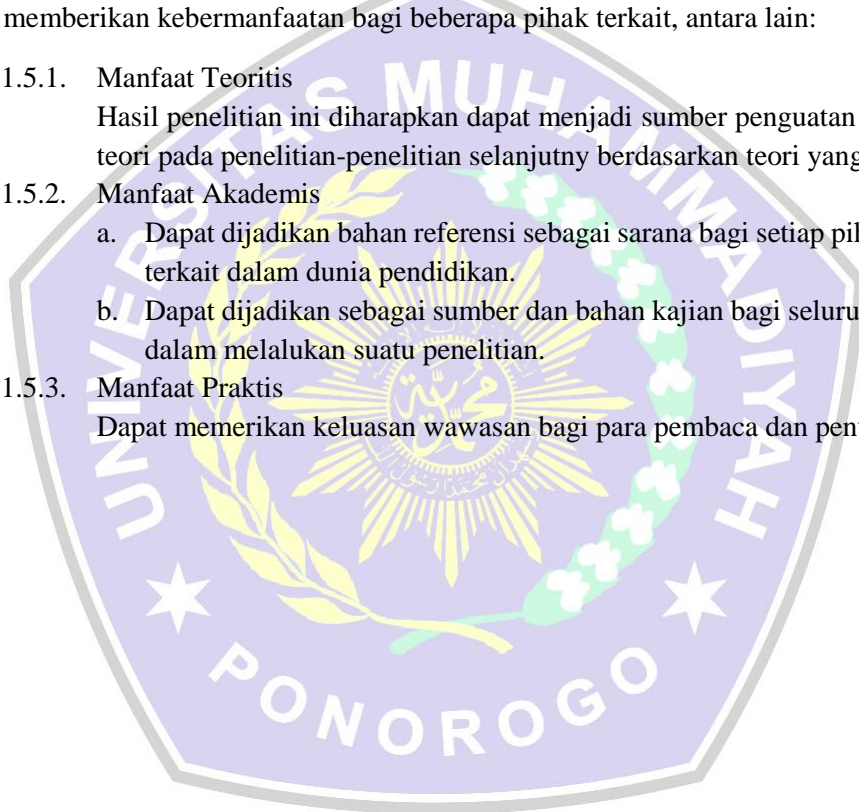 memberikan kebermanfaatan bagi beberapa pihak terkait, antara lain:
1.5.1. Manfaat Teoritis
Hasil penelitian ini diharapkan dapat menjadi sumber penguatan
teori pada penelitian-penelitian selanjutny berdasarkan teori yang
1.5.2. Manfaat Akademis
a. Dapat dijadikan bahan referensi sebagai sarana bagi setiap pih
terkait dalam dunia pendidikan.
b. Dapat dijadikan sebagai sumber dan bahan kajian bagi seluru
dalam melalukan suatu penelitian.
1.5.3. Manfaat Praktis
Dapat memerikan keluasan wawasan bagi para pembaca dan pen
UNIVERSITAS MUHAMMADIYAH
PONOROGO